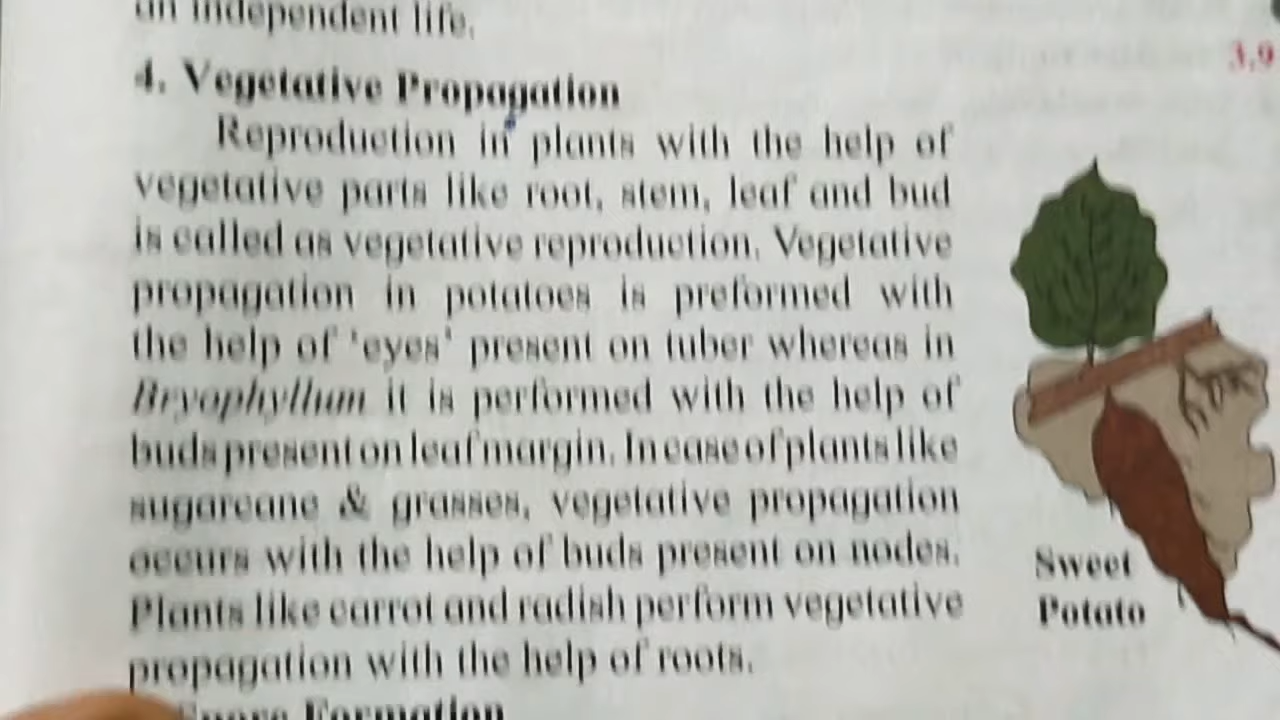 an independent life.
3.9
4. Vegetative Propagation
Reproduction in plants with the help of
vegetative parts like root, stem, leaf and bud
is called as vegetative reproduction. Vegetative
propagation in potatoes is preformed with
the help of 'eyes' present on tuber whereas in
Bryophyllum it is performed with the help of
buds present on leaf margin. In case of plants like
sugarcane & grasses, vegetative propagation
occurs with the help of buds present on nodes.
Plants like carrot and radish perform vegetative
propagation with the help of roots.
Spore Formation
Sweet
Potato